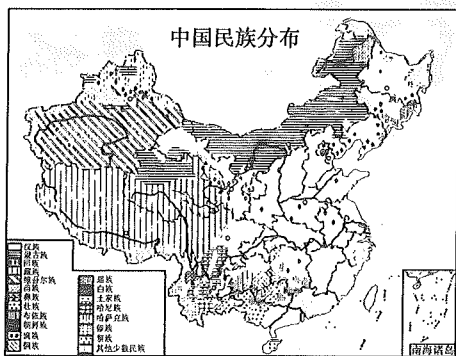 中国民族分布
汉族
蒙古族
回族
藏族
维吾尔族
苗族
彝族
壮族
布依族
朝鲜族
满族
侗族
瑶族
白族
土家族
哈尼族
哈萨克族
傣族
黎族
其他少数民族
南海诸岛